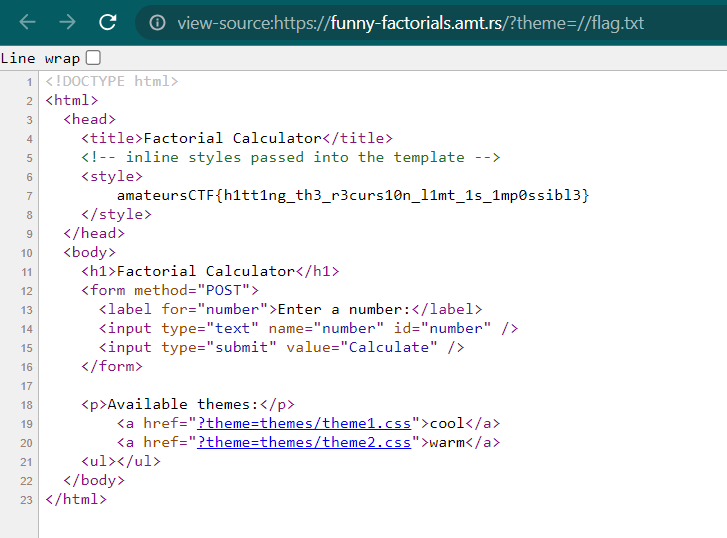 view-source:https://funny-factorials.amt.rs/?theme=//flag.txt
Line wrap
1 <!DOCTYPE html>
2 <html>
3 <head>
4 <title>Factorial Calculator</title>
5 <!-- inline styles passed into the template -->
6 <style>
7 amateursCTF{h1tt1ng_th3_r3curs10n_l1mt_1s_1mp0ssibl3}
8 </style>
9 </head>
10 <body>
11 <h1>Factorial Calculator</h1>
12 <form method="POST">
13 <label for="number">Enter a number:</label>
14 <input type="text" name="number" id="number" />
15 <input type="submit" value="Calculate" />
16 </form>
17
18 <p>Available themes:</p>
19 <a href="?theme=themes/theme1.css">cool</a>
20 <a href="?theme=themes/theme2.css">warm</a>
21 <ul></ul>
22 </body>
23 </html>